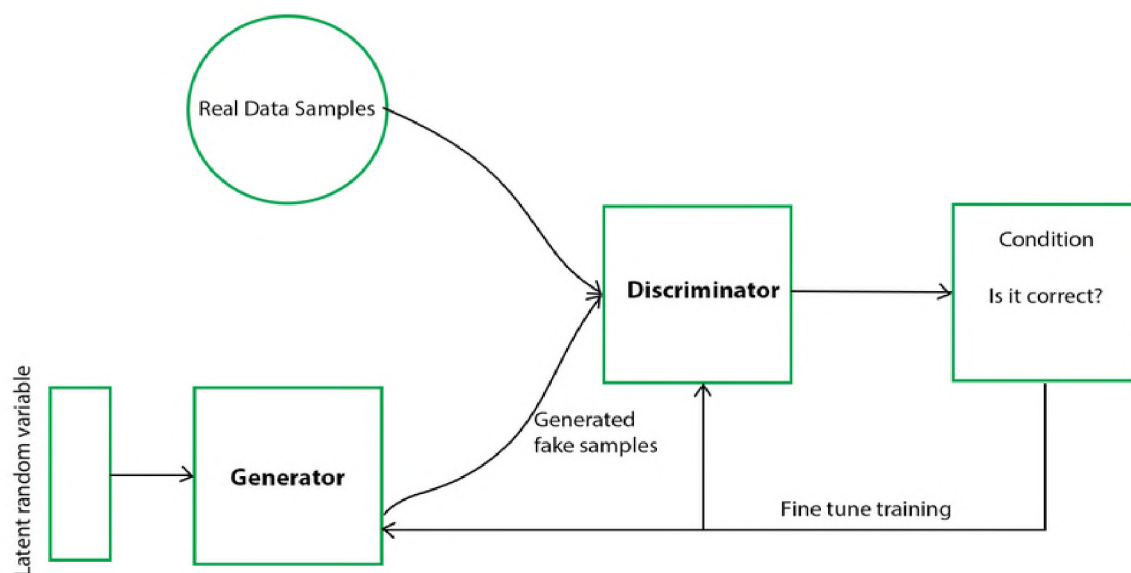 Real Data Samples
Discriminator
Condition
Is it correct?
Latent random variable
Generator
Generated
fake samples
Fine tune training